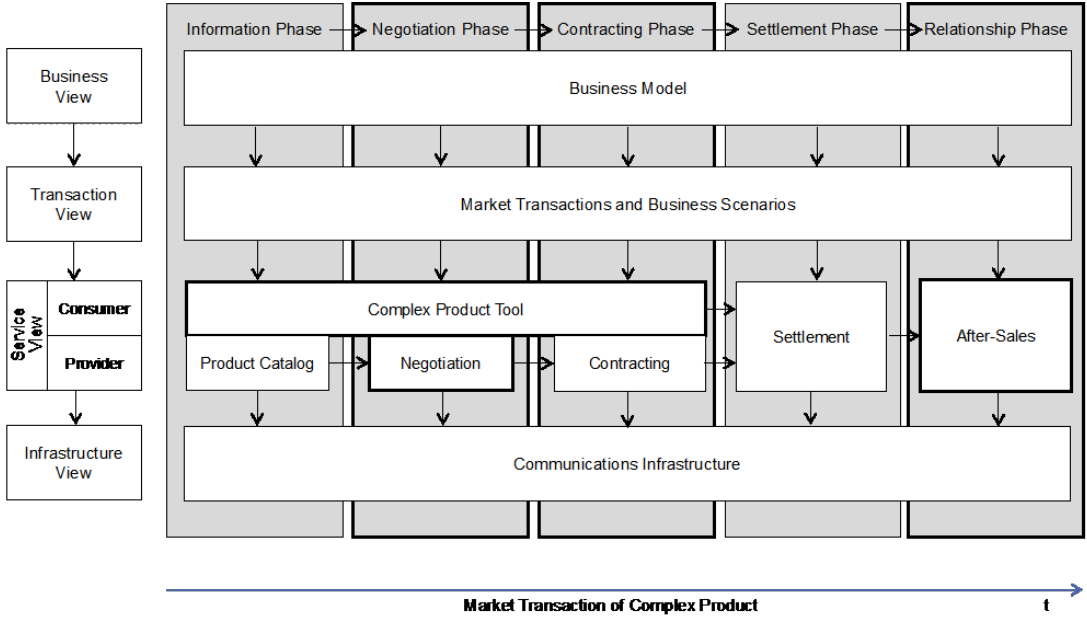 Information Phase
Negotiation Phase
Contracting Phase
Settlement Phase
Relationship Phase
Business
View
Business Model
Transaction
View
Market Transactions and Business Scenarios
Service
View
Consumer
Provider
Complex Product Tool
Product Catalog
Negotiation
Contracting
Settlement
After-Sales
Infrastructure
View
Communications Infrastructure
Market Transaction of Complex Product
t